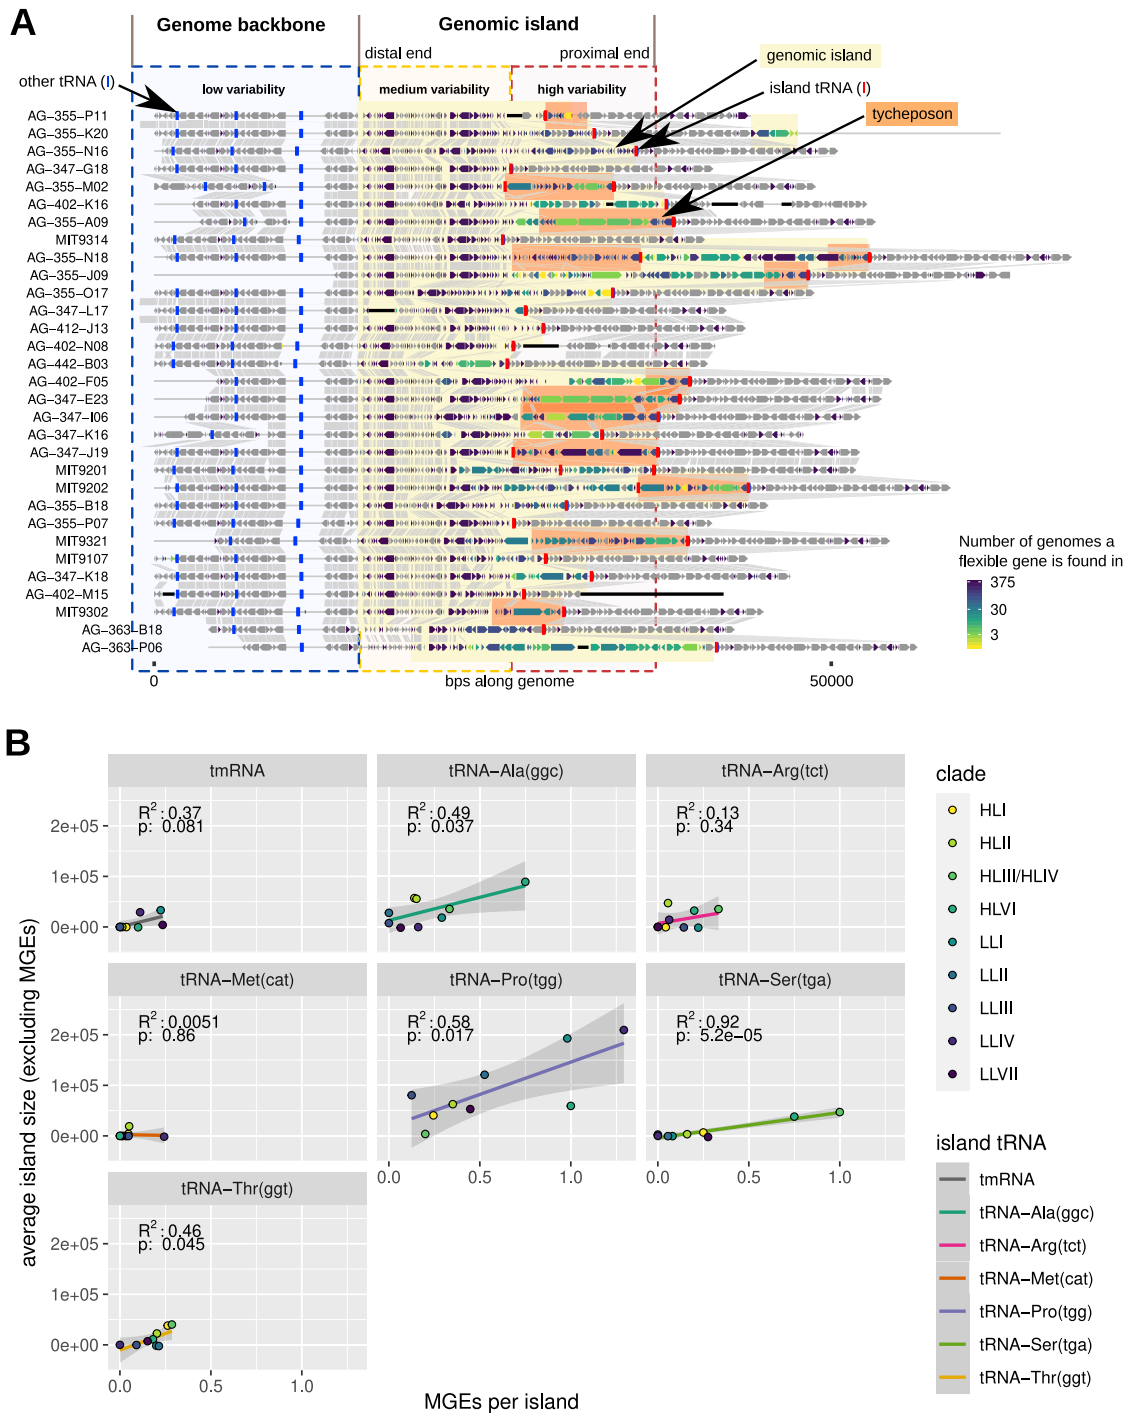 A
Genome backbone
Genomic island
distal end
proximal end
genomic island
other tRNA (I)
low variability
medium variability
high variability
island tRNA (I)
tycheposon
AG−355−P11
AG−355−K20
AG−355−N16
AG−347−G18
AG−355−M02
AG−402−K16
AG−355−A09
MIT9314
AG−355−N18
AG−355−J09
AG−355−O17
AG−347−L17
AG−412−J13
AG−402−N08
AG−442−B03
AG−402−F05
AG−347−E23
AG−347−I06
AG−347−K16
AG−347−J19
MIT9201
MIT9202
AG−355−B18
AG−355−P07
MIT9321
MIT9107
AG−347−K18
AG−402−M15
MIT9302
AG−363−B18
AG−363−P06
Number of genomes a
flexible gene is found in
375
30
3
0
bps along genome
50000
B
tmRNA
R²: 0.37
p: 0.081
tRNA−Ala(ggc)
R²: 0.49
p: 0.037
tRNA−Arg(tct)
R²: 0.13
p: 0.34
2e+05
1e+05
0e+00
tRNA−Met(cat)
R²: 0.0051
p: 0.86
tRNA−Pro(tgg)
R²: 0.58
p: 0.017
tRNA−Ser(tga)
R²: 0.92
p: 5.2e−05
2e+05
1e+05
0e+00
0.0 0.5 1.0
0.0 0.5 1.0
tRNA−Thr(ggt)
R²: 0.46
p: 0.045
2e+05
1e+05
0e+00
0.0 0.5 1.0
average island size (excluding MGEs)
MGEs per island
clade
HLI
HLII
HLIII/HLIV
HLVI
LLI
LLII
LLIII
LLIV
LLVII
island tRNA
tmRNA
tRNA−Ala(ggc)
tRNA−Arg(tct)
tRNA−Met(cat)
tRNA−Pro(tgg)
tRNA−Ser(tga)
tRNA−Thr(ggt)